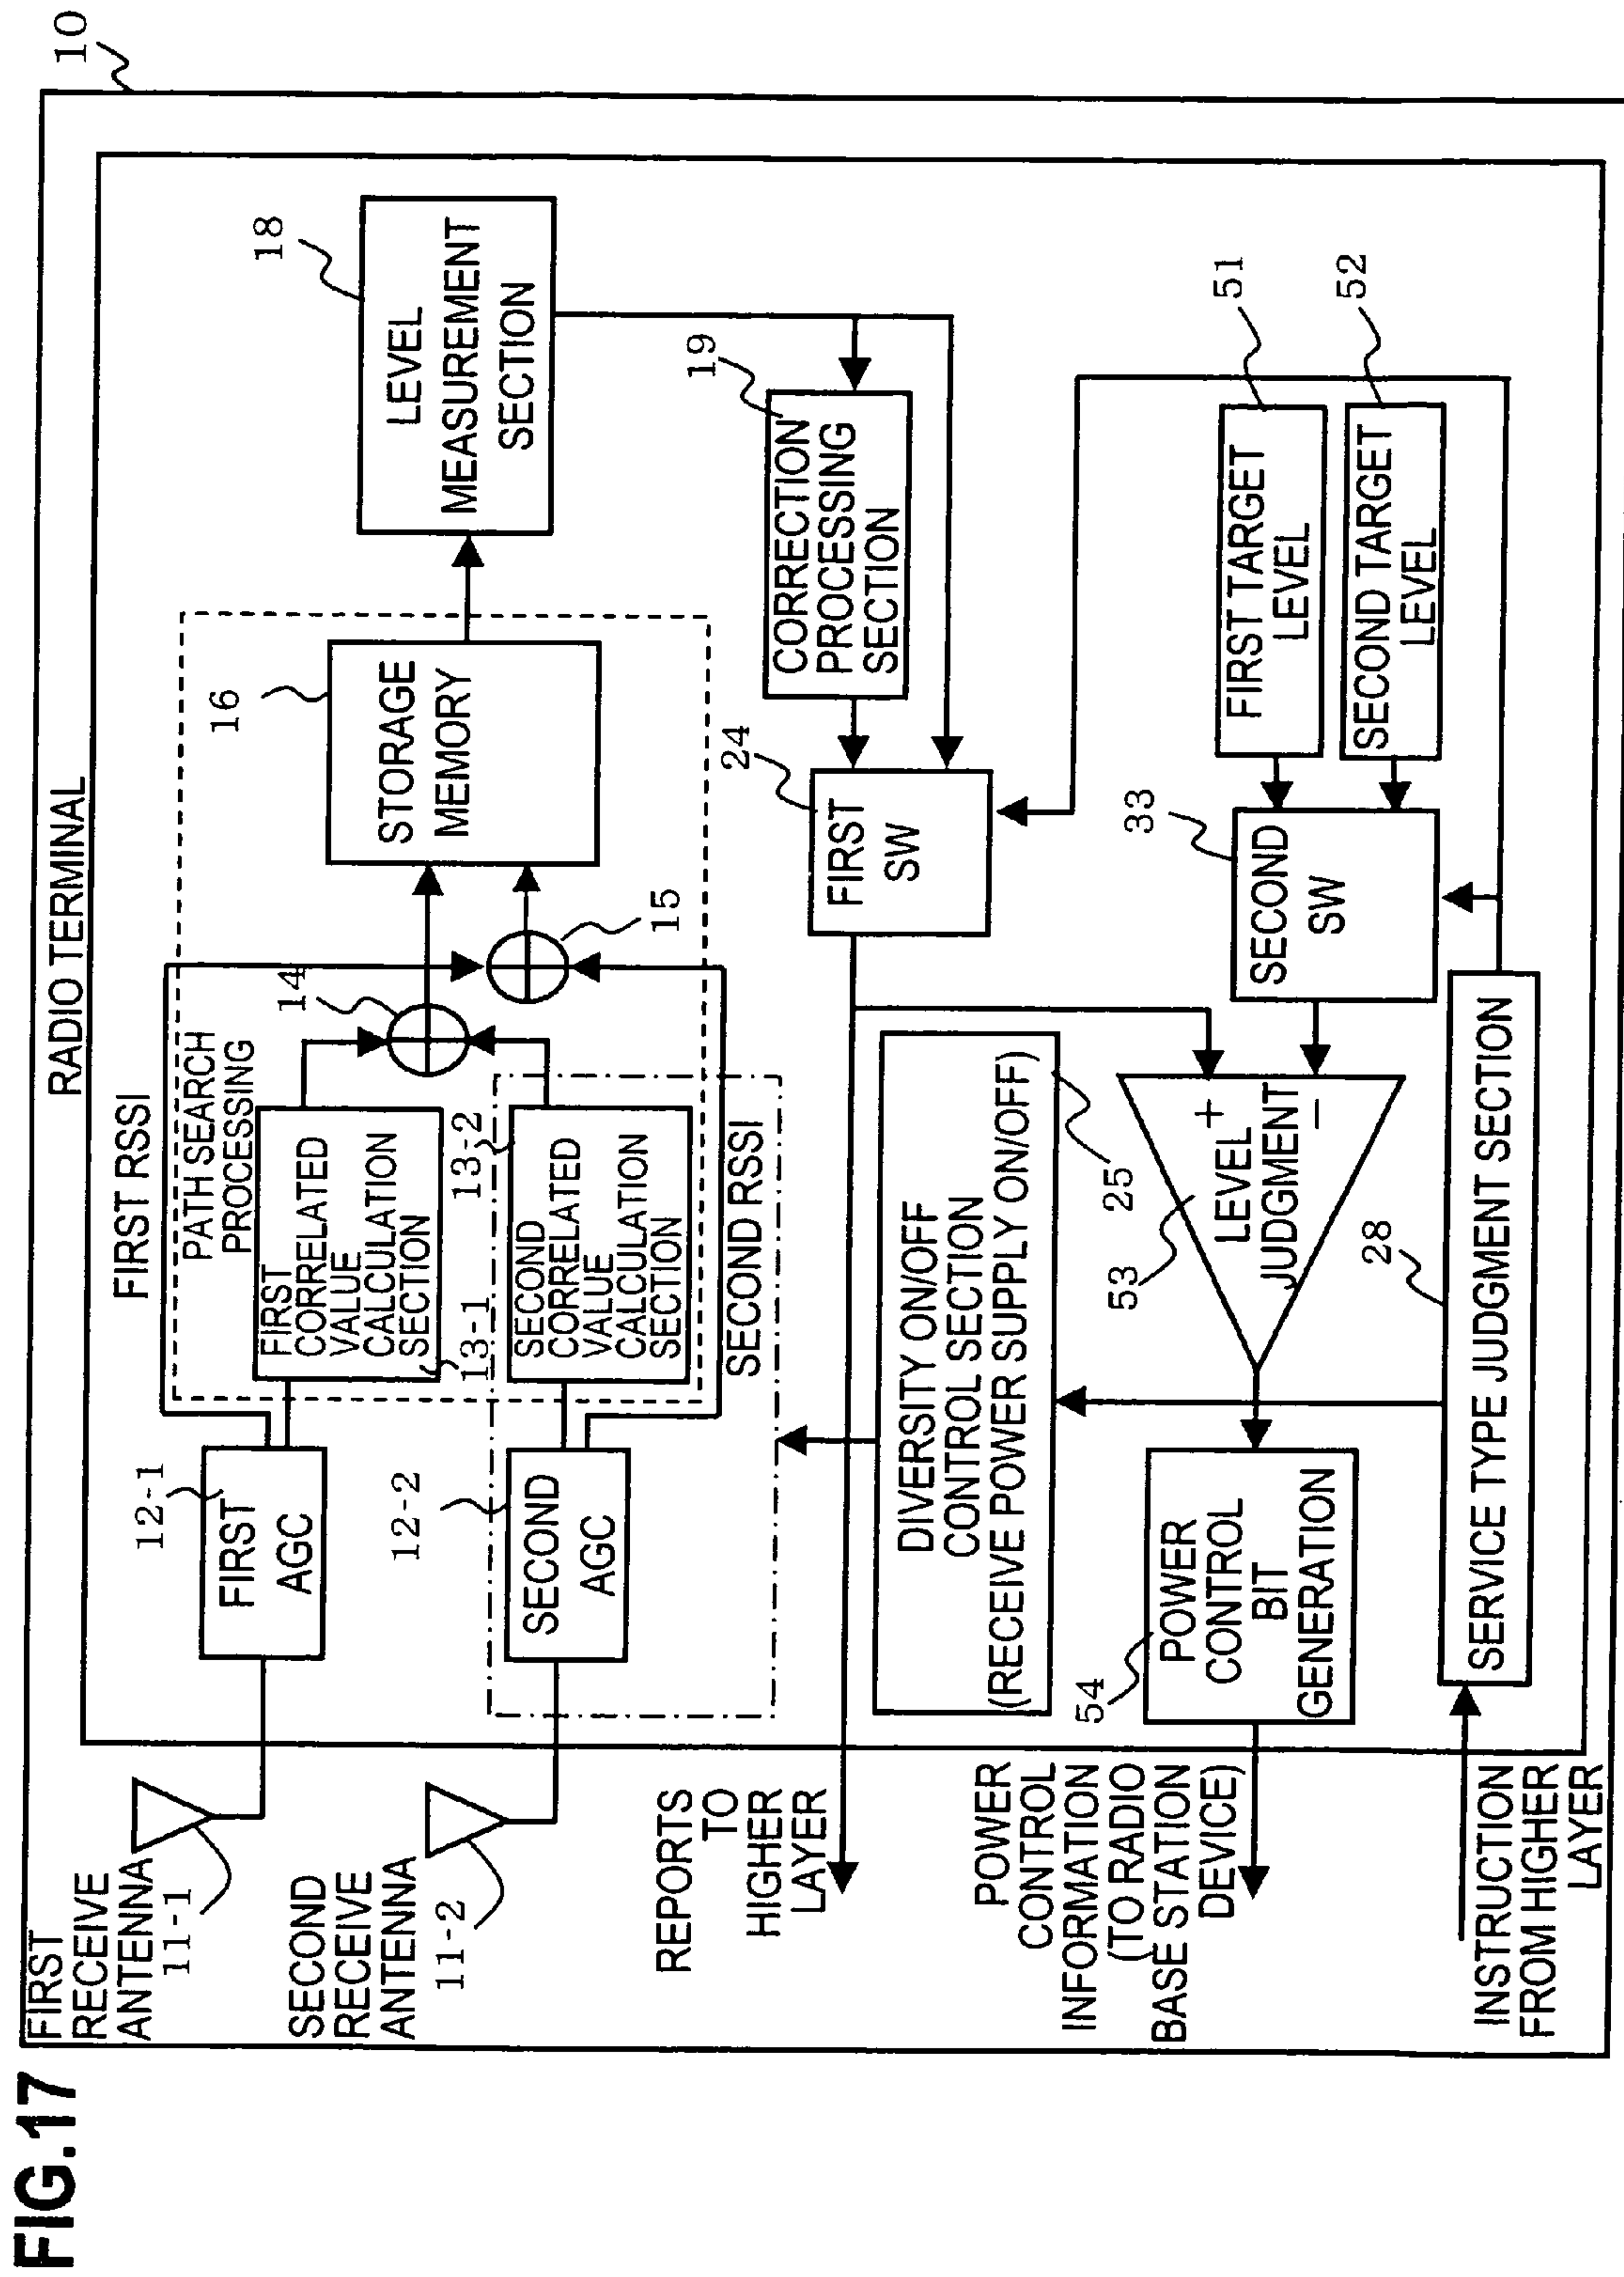 FIG.17
RADIO TERMINAL
10
FIRST
RECEIVE
ANTENNA
11-1
SECOND
RECEIVE
ANTENNA
11-2
12-1
FIRST
AGC
12-2
SECOND
AGC
FIRST RSSI
PATH SEARCH
PROCESSING
FIRST
CORRELATED
VALUE
CALCULATION
SECTION
13-1
13-2
SECOND
CORRELATED
VALUE
CALCULATION
SECTION
SECOND RSSI
14
15
16
STORAGE
MEMORY
18
LEVEL
MEASUREMENT
SECTION
19
CORRECTION
PROCESSING
SECTION
24
FIRST
SW
REPORTS
TO
HIGHER
LAYER
DIVERSITY ON/OFF
CONTROL SECTION
(RECEIVE POWER SUPPLY ON/OFF)
25
51
FIRST TARGET
LEVEL
52
SECOND TARGET
LEVEL
33
SECOND
SW
53
+
LEVEL
JUDGMENT
−
54
POWER
CONTROL
BIT
GENERATION
POWER
CONTROL
INFORMATION
(TO RADIO
BASE STATION
DEVICE)
28
SERVICE TYPE JUDGMENT SECTION
INSTRUCTION
FROM HIGHER
LAYER